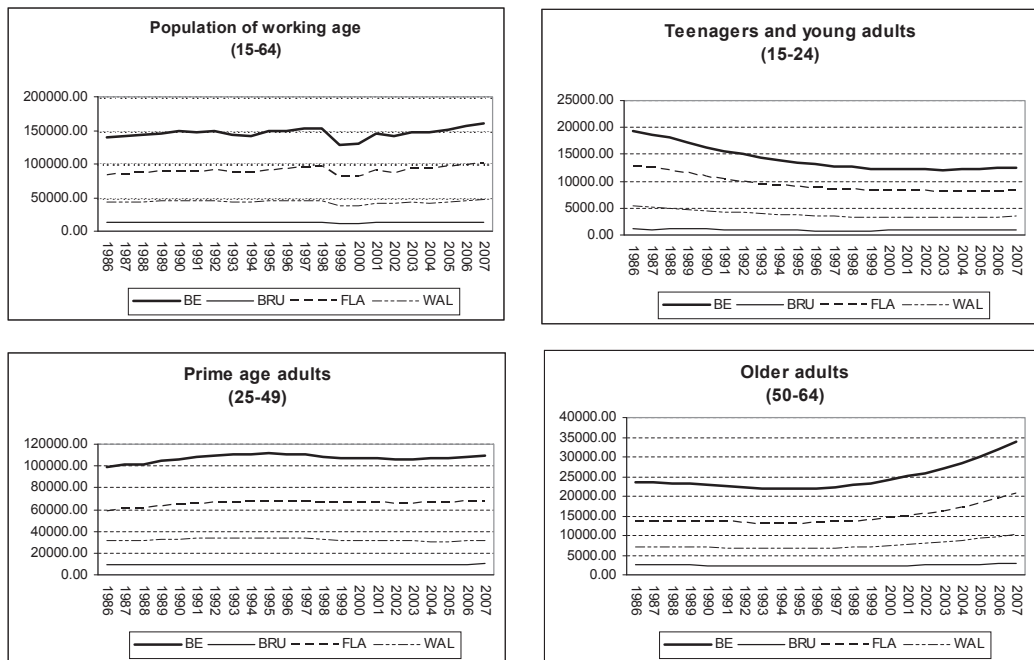 Population of working age
(15-64)
200000.00
150000.00
100000.00
50000.00
0.00
1986 1987 1988 1989 1990 1991 1992 1993 1994 1995 1996 1997 1998 1999 2000 2001 2002 2003 2004 2005 2006 2007
BE BRU FLA WAL
Teenagers and young adults
(15-24)
25000.00
20000.00
15000.00
10000.00
5000.00
0.00
1986 1987 1988 1989 1990 1991 1992 1993 1994 1995 1996 1997 1998 1999 2000 2001 2002 2003 2004 2005 2006 2007
BE BRU FLA WAL
Prime age adults
(25-49)
120000.00
100000.00
80000.00
60000.00
40000.00
20000.00
0.00
1986 1987 1988 1989 1990 1991 1992 1993 1994 1995 1996 1997 1998 1999 2000 2001 2002 2003 2004 2005 2006 2007
BE BRU FLA WAL
Older adults
(50-64)
40000.00
35000.00
30000.00
25000.00
20000.00
15000.00
10000.00
5000.00
0.00
1986 1987 1988 1989 1990 1991 1992 1993 1994 1995 1996 1997 1998 1999 2000 2001 2002 2003 2004 2005 2006 2007
BE BRU FLA WAL